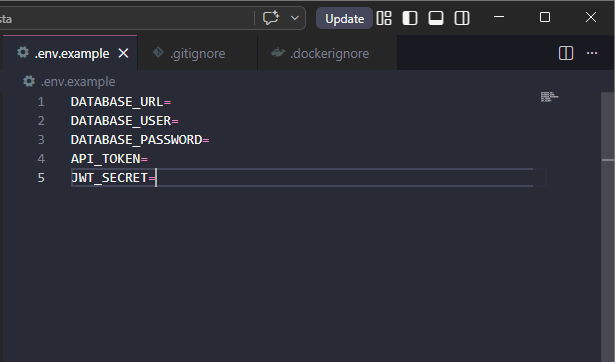 sta
Update
.env.example
.gitignore
.dockerignore
.env.example
1 DATABASE_URL=
2 DATABASE_USER=
3 DATABASE_PASSWORD=
4 API_TOKEN=
5 JWT_SECRET=